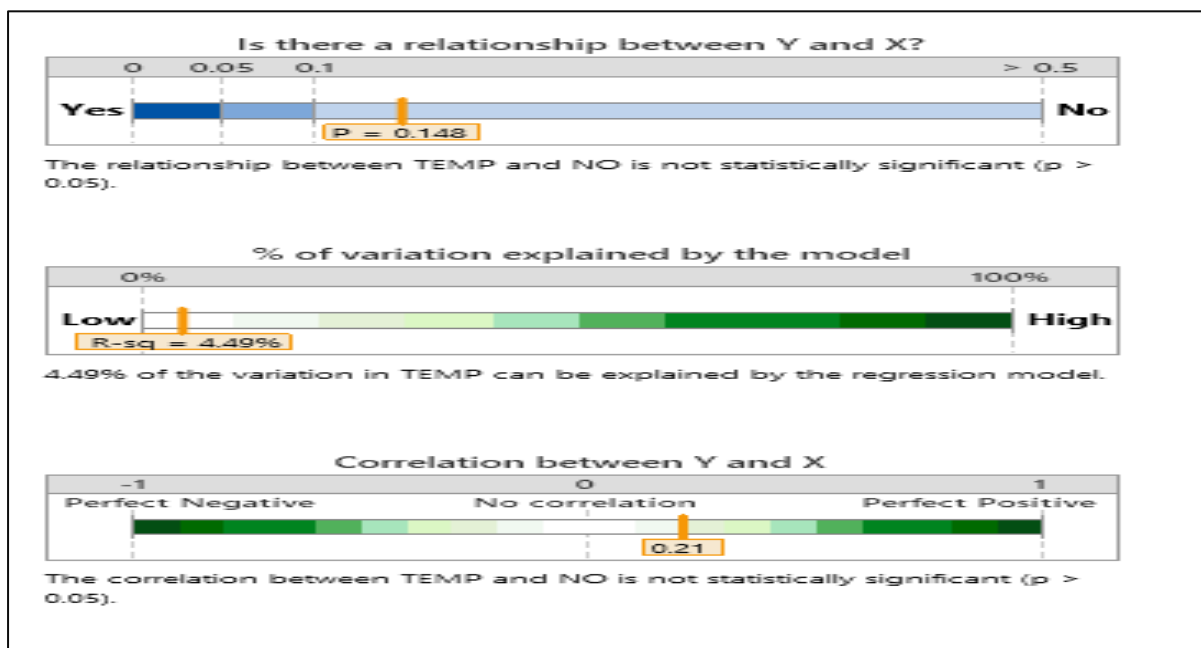 Is there a relationship between Y and X?
0 0.05 0.1 > 0.5
Yes No
P = 0.148
The relationship between TEMP and NO is not statistically significant (p >
0.05).
% of variation explained by the model
0% 100%
Low High
R-sq = 4.49%
4.49% of the variation in TEMP can be explained by the regression model.
Correlation between Y and X
-1 0 1
Perfect Negative No correlation Perfect Positive
0.21
The correlation between TEMP and NO is not statistically significant (p >
0.05).